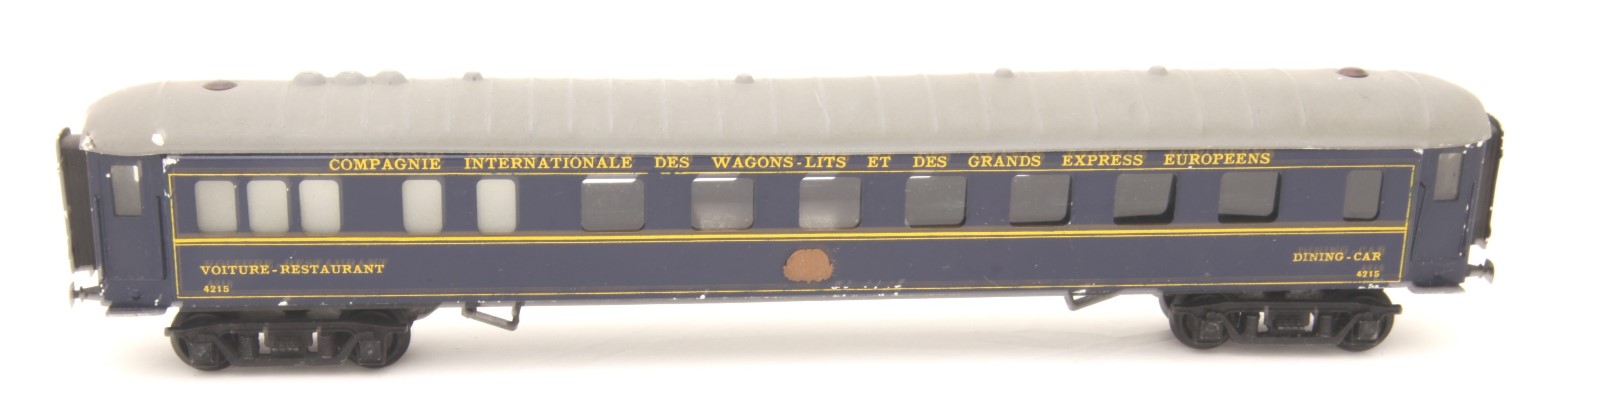 COMPAGNIE INTERNATIONALE DES WAGONS-LITS ET DES GRANDS EXPRESS EUROPEENS
VOITURE-RESTAURANT
4215
DINING-CAR
4215